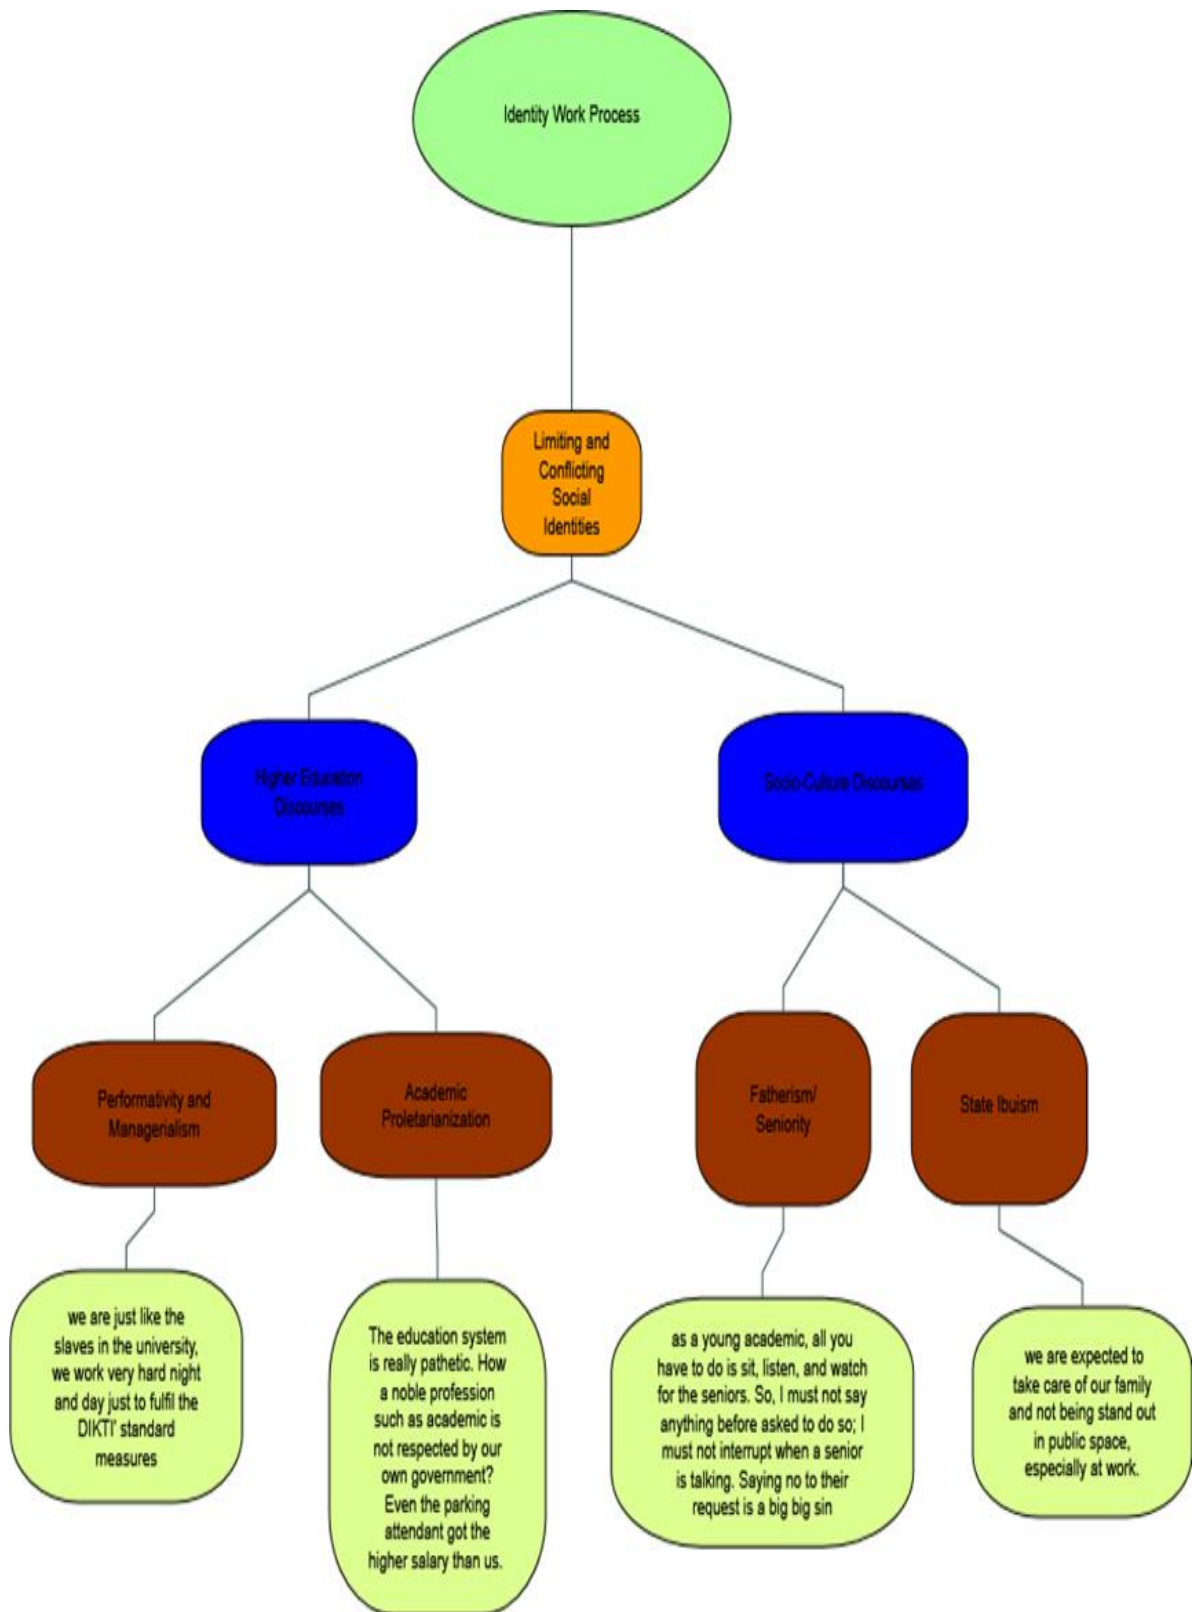 Identity Work Process
Limiting and
Conflicting
Social
Identities
Higher Education
Discourses
Socio-Culture Discourses
Performativity and
Managerialism
Academic
Proletarianization
Fatherism/
Seniority
State Ibuism
we are just like the
slaves in the university,
we work very hard night
and day just to fulfil the
DIKTI' standard
measures
The education system
is really pathetic. How
a noble profession
such as academic is
not respected by our
own government?
Even the parking
attendant got the
higher salary than us.
as a young academic, all you
have to do is sit, listen, and watch
for the seniors. So, I must not say
anything before asked to do so; I
must not interrupt when a senior
is talking. Saying no to their
request is a big big sin
we are expected to
take care of our family
and not being stand out
in public space,
especially at work.